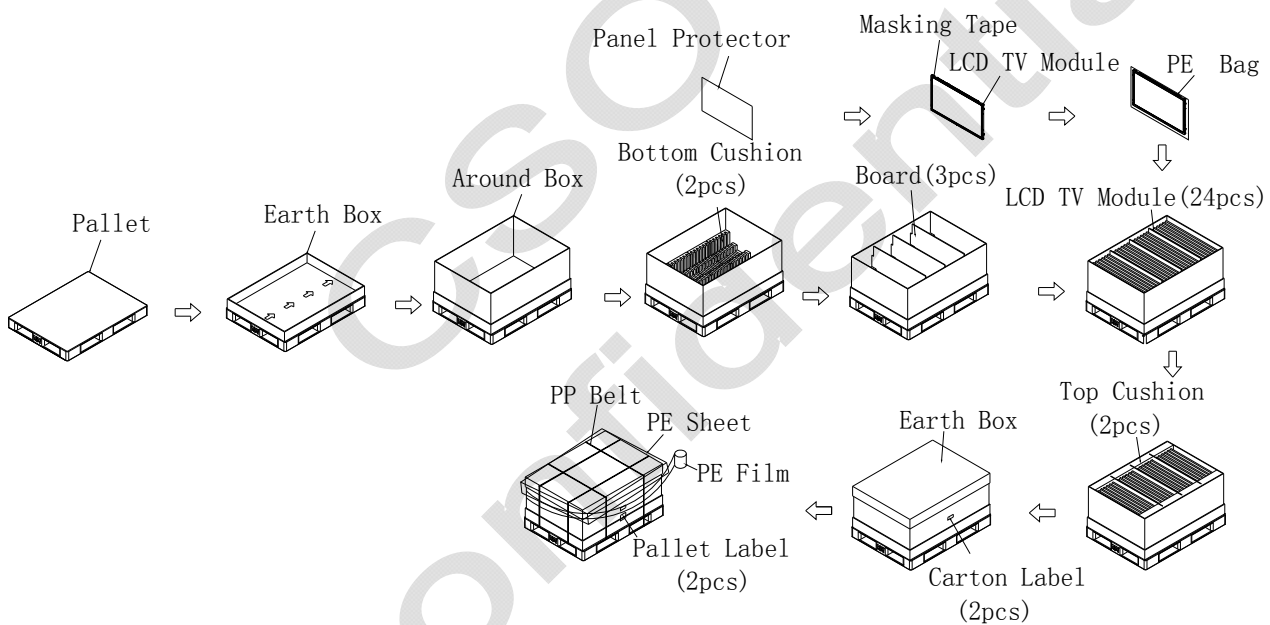 Masking Tape
Panel Protector
LCD TV Module
PE Bag
Bottom Cushion
(2pcs)
Board(3pcs)
Around Box
LCD TV Module(24pcs)
Earth Box
Pallet
PP Belt
PE Sheet
PE Film
Pallet Label
(2pcs)
Earth Box
Carton Label
(2pcs)
Top Cushion
(2pcs)
CSO
Confidential